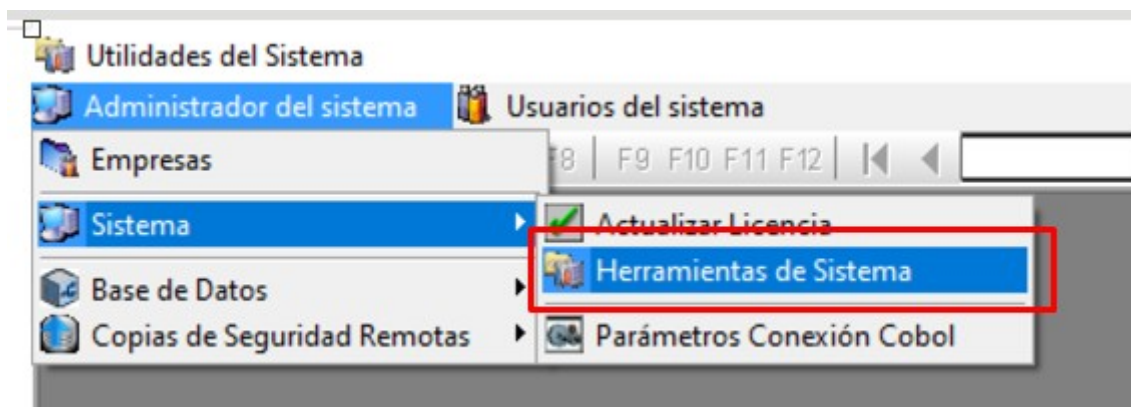 Utilidades del Sistema
Administrador del sistema Usuarios del sistema
Empresas F8 F9 F10 F11 F12
Sistema Actualizar Licencia
Herramientas de Sistema
Base de Datos
Copias de Seguridad Remotas Parámetros Conexión Cobol